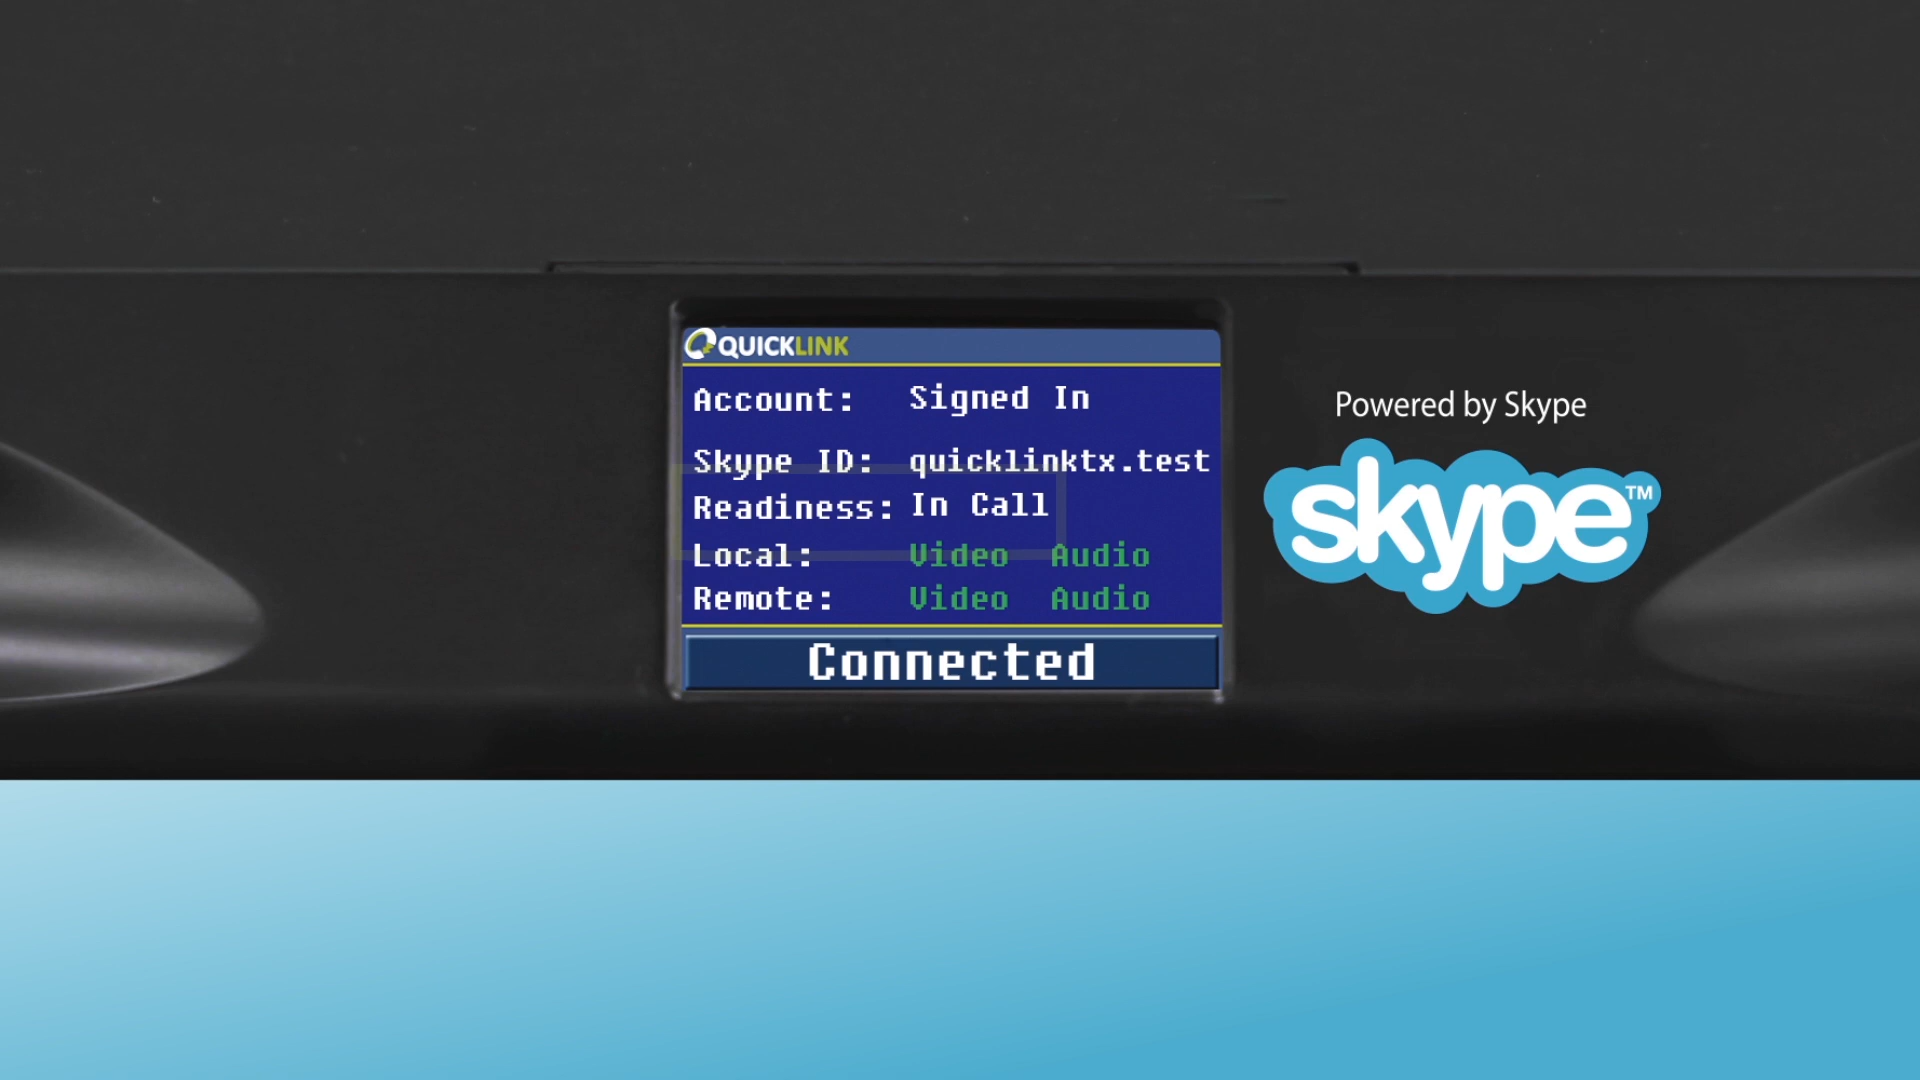 QUICKLINK
Account: Signed In
Skype ID: quicklinktx.test
Readiness: In Call
Local: Video Audio
Remote: Video Audio
Connected
Powered by Skype
skype™